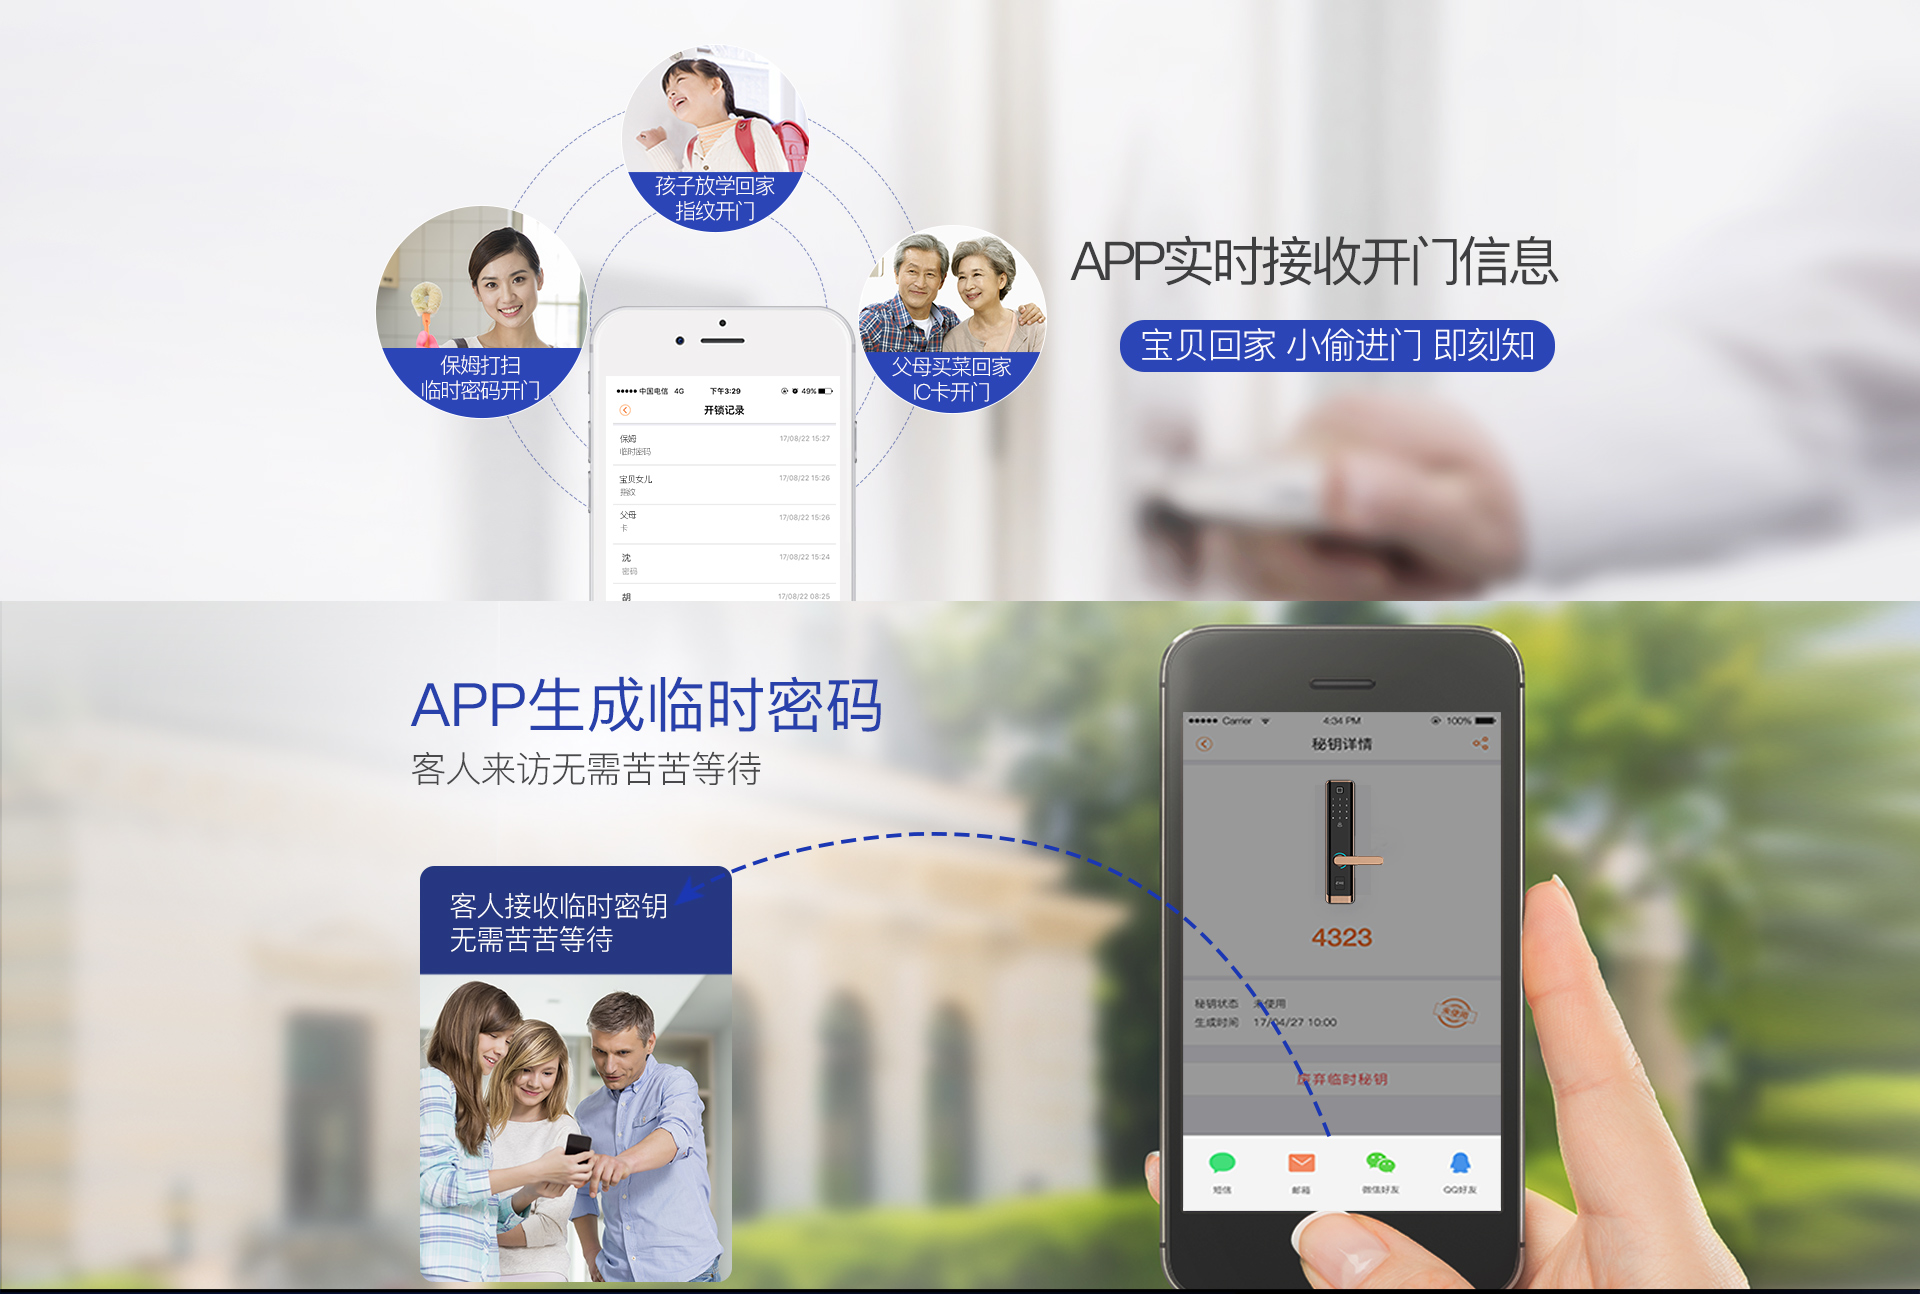 孩子放学回家
指纹开门
保姆打扫
临时密码开门
父母买菜回家
IC卡开门
APP实时接收开门信息
宝贝回家 小偷进门 即刻知
中国电信 4G 下午3:29 49%
开锁记录
保姆 17/08/22 15:27
临时密码
宝贝女儿 17/08/22 15:26
指纹
父母 17/08/22 15:26
卡
沈 17/08/22 15:24
密码
胡 17/08/22 08:25
APP生成临时密码
客人来访无需苦苦等待
客人接收临时密钥
无需苦苦等待
Carrier 4:34 PM 100%
秘钥详情
4323
秘钥状态 未使用
生成时间 17/04/27 10:00
未使用
废弃临时秘钥
短信 邮箱 微信好友 QQ好友